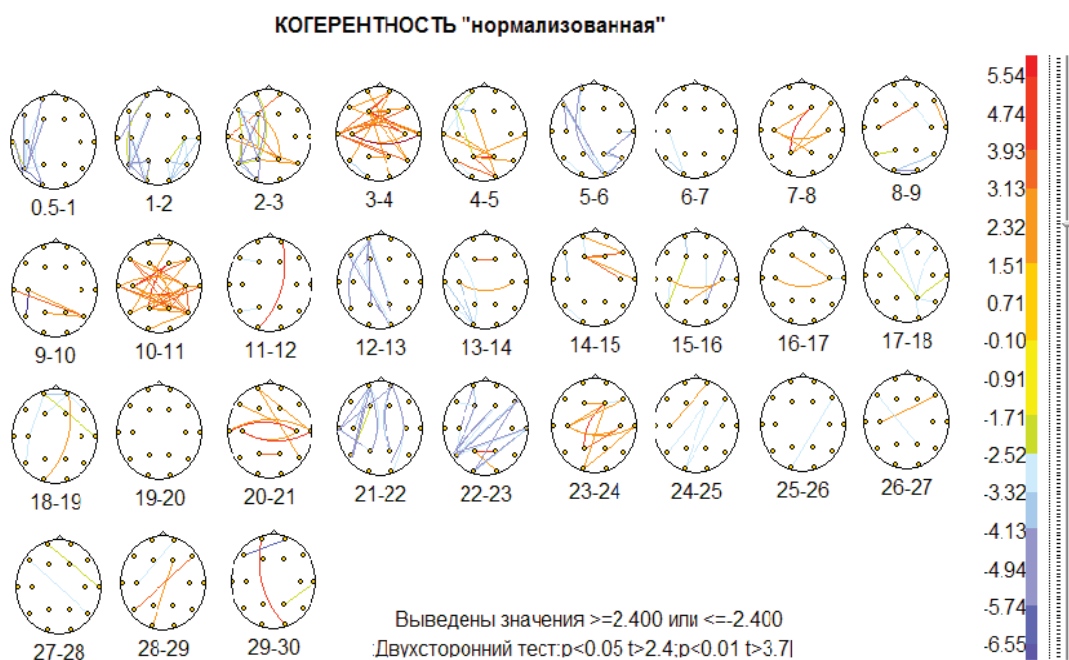 КОГЕРЕНТНОСТЬ "нормализованная"
0.5-1 1-2 2-3 3-4 4-5 5-6 6-7 7-8 8-9
9-10 10-11 11-12 12-13 13-14 14-15 15-16 16-17 17-18
18-19 19-20 20-21 21-22 22-23 23-24 24-25 25-26 26-27
27-28 28-29 29-30
Выведены значения >=2.400 или <=-2.400
:Двухсторонний тест:p<0.05 t>2.4;p<0.01 t>3.7|
5.54
4.74
3.93
3.13
2.32
1.51
0.71
-0.10
-0.91
-1.71
-2.52
-3.32
-4.13
-4.94
-5.74
-6.55